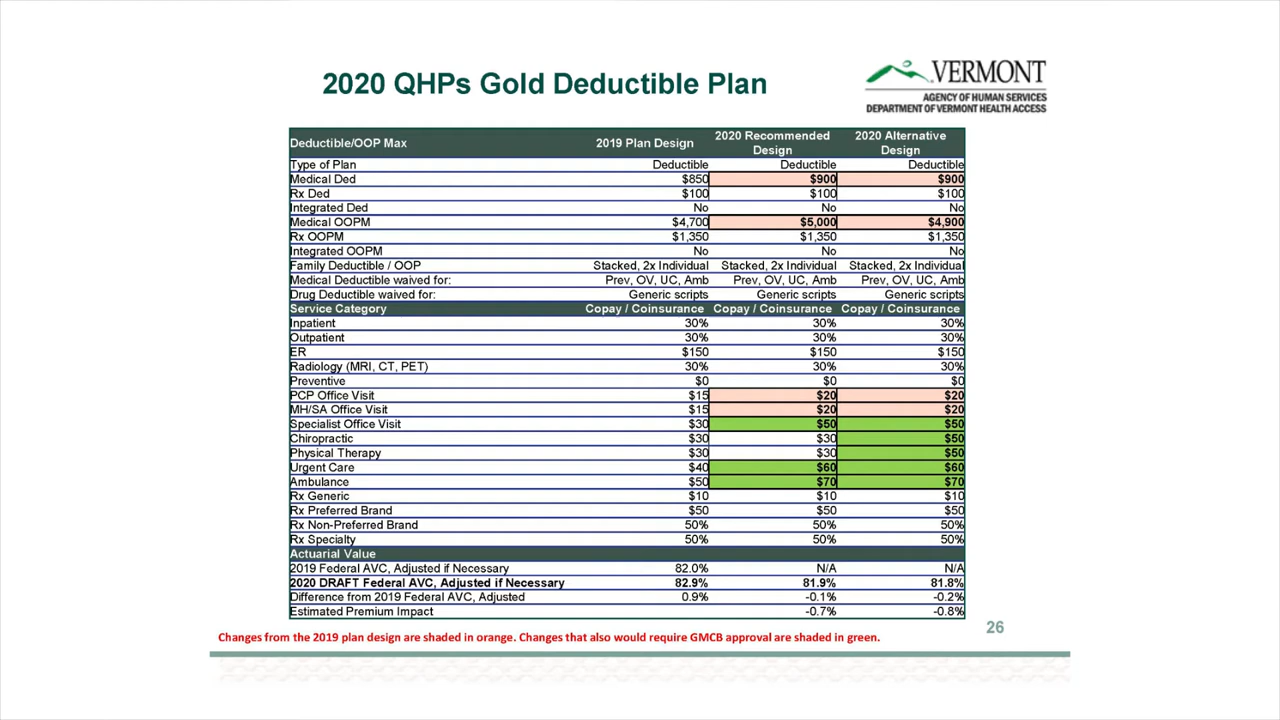 2020 QHPs Gold Deductible Plan
VERMONT
AGENCY OF HUMAN SERVICES
DEPARTMENT OF VERMONT HEALTH ACCESS
Deductible/OOP Max 2019 Plan Design 2020 Recommended Design 2020 Alternative Design
Type of Plan Deductible Deductible Deductible
Medical Ded $850 $900 $900
Rx Ded $100 $100 $100
Integrated Ded No No No
Medical OOPM $4,700 $5,000 $4,900
Rx OOPM $1,350 $1,350 $1,350
Integrated OOPM No No No
Family Deductible / OOP Stacked, 2x Individual Stacked, 2x Individual Stacked, 2x Individual
Medical Deductible waived for: Prev, OV, UC, Amb Prev, OV, UC, Amb Prev, OV, UC, Amb
Drug Deductible waived for: Generic scripts Generic scripts Generic scripts
Service Category Copay / Coinsurance Copay / Coinsurance Copay / Coinsurance
Inpatient 30% 30% 30%
Outpatient 30% 30% 30%
ER $150 $150 $150
Radiology (MRI, CT, PET) 30% 30% 30%
Preventive $0 $0 $0
PCP Office Visit $15 $20 $20
MH/SA Office Visit $15 $20 $20
Specialist Office Visit $30 $50 $50
Chiropractic $30 $30 $50
Physical Therapy $30 $30 $50
Urgent Care $40 $60 $60
Ambulance $50 $70 $70
Rx Generic $10 $10 $10
Rx Preferred Brand $50 $50 $50
Rx Non-Preferred Brand 50% 50% 50%
Rx Specialty 50% 50% 50%
Actuarial Value
2019 Federal AVC, Adjusted if Necessary 82.0% N/A N/A
2020 DRAFT Federal AVC, Adjusted if Necessary 82.9% 81.9% 81.8%
Difference from 2019 Federal AVC, Adjusted 0.9% -0.1% -0.2%
Estimated Premium Impact -0.7% -0.8%
Changes from the 2019 plan design are shaded in orange. Changes that also would require GMCB approval are shaded in green.
26